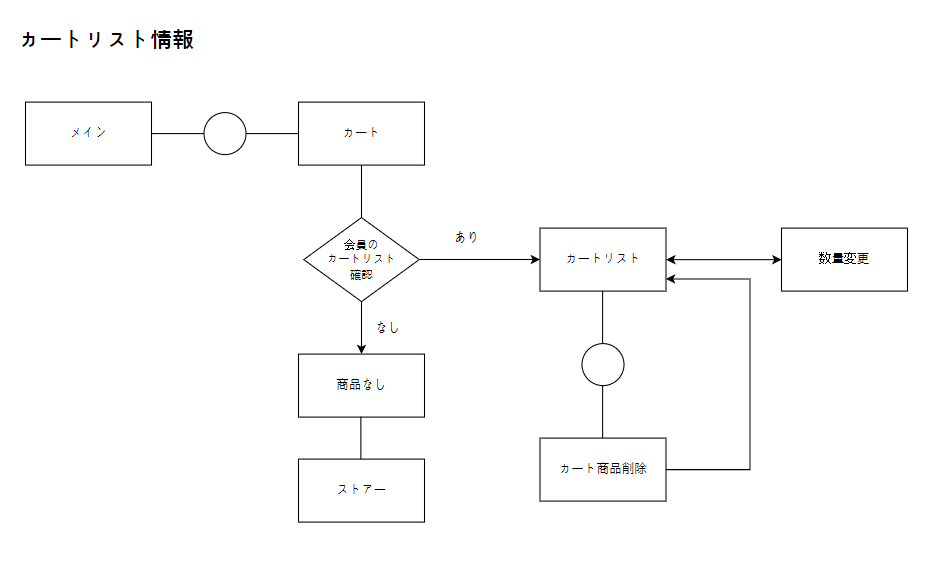 カートリスト情報
メイン
カート
会員の
カートリスト
確認
あり
カートリスト
数量変更
なし
商品なし
カート商品削除
ストアー